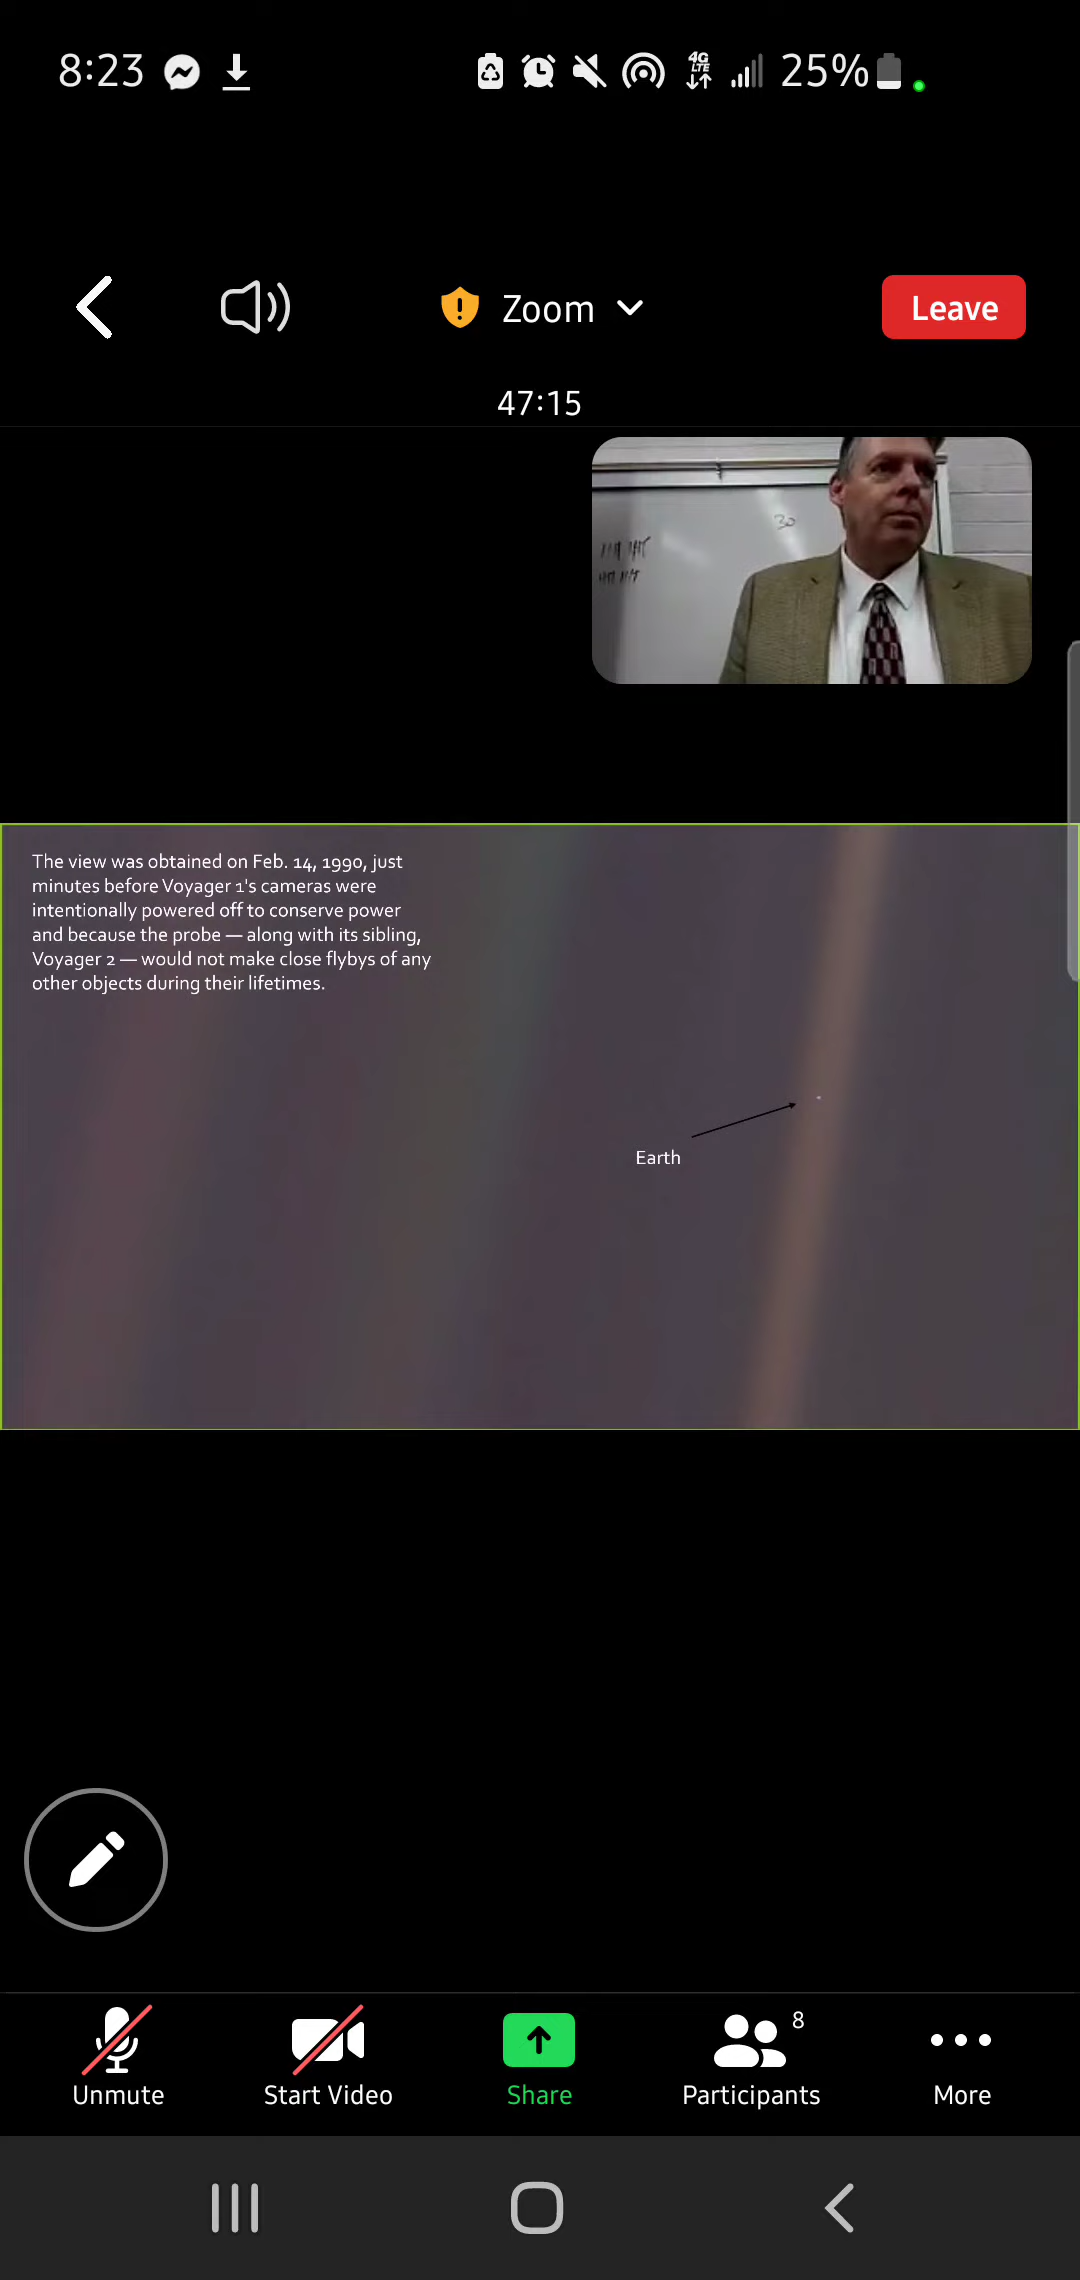 8:23 4G LTE 25%
Zoom Leave
47:15
30
The view was obtained on Feb. 14, 1990, just
minutes before Voyager 1's cameras were
intentionally powered off to conserve power
and because the probe — along with its sibling,
Voyager 2 — would not make close flybys of any
other objects during their lifetimes.
Earth
8
Unmute Start Video Share Participants More